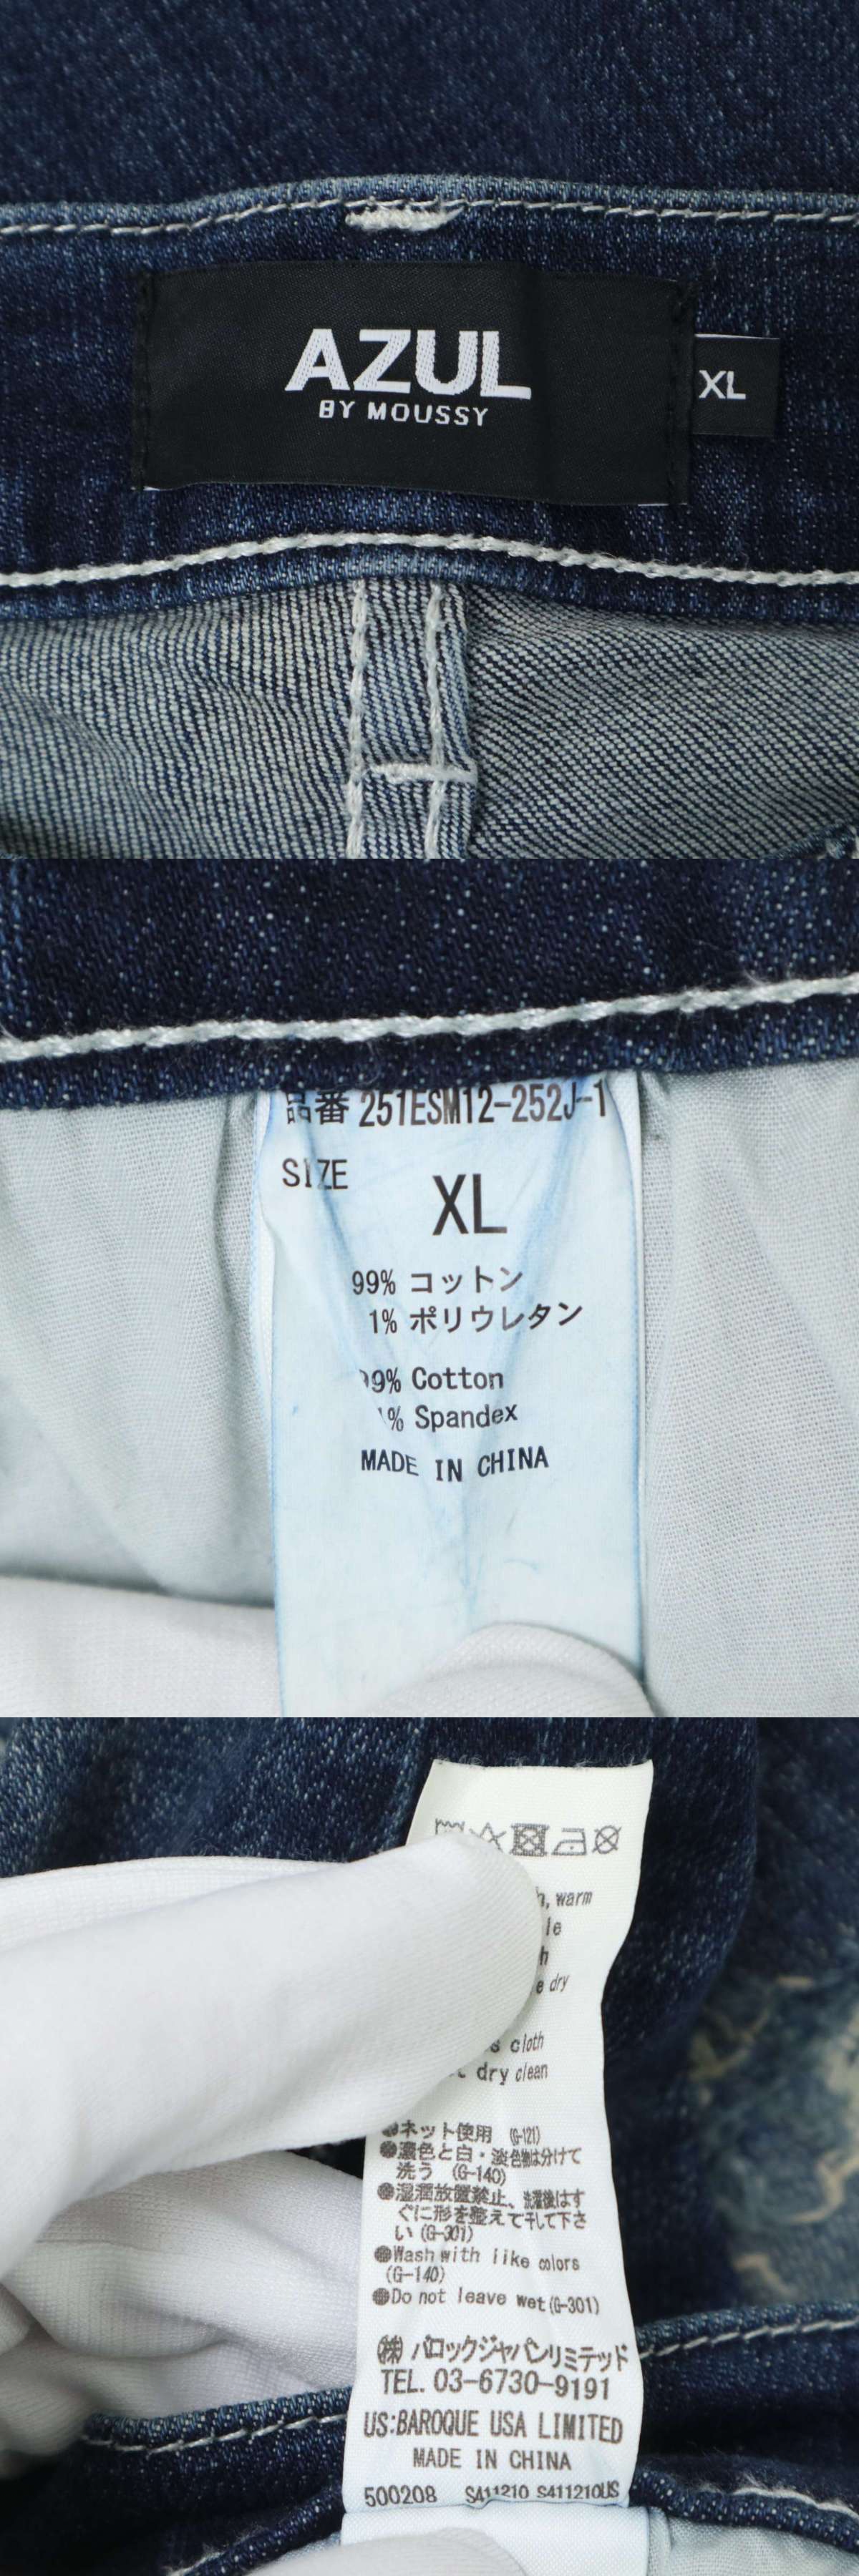 AZUL
BY MOUSSY
XL
品番 251ESM12-252J-1
SIZE
XL
99% コットン
1% ポリウレタン
99% Cotton
% Spandex
MADE IN CHINA
warm
dry
cloth
dry clean
●ネット使用 (G-121)
●濃色と白・淡色物は分けて
洗う (G-140)
●湿潤放置禁止、洗濯後はす
ぐに形を整えて干して下さ
い (G-301)
●Wash with like colors
(G-140)
●Do not leave wet(G-301)
(株) バロックジャパンリミテッド
TEL. 03-6730-9191
US:BAROQUE USA LIMITED
MADE IN CHINA
500208 S411210 S411210US